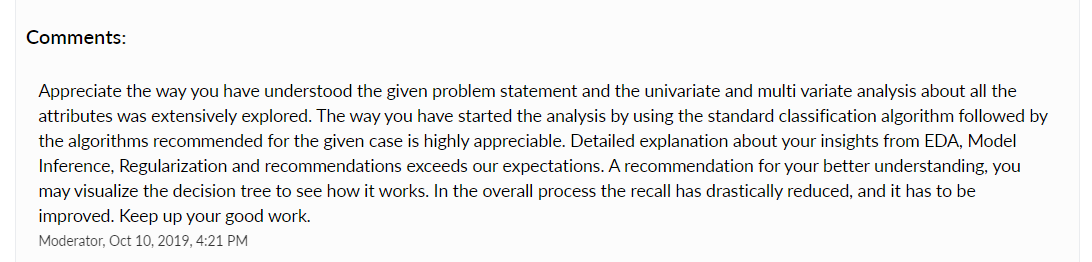 Comments:
Appreciate the way you have understood the given problem statement and the univariate and multi variate analysis about all the
attributes was extensively explored. The way you have started the analysis by using the standard classification algorithm followed by
the algorithms recommended for the given case is highly appreciable. Detailed explanation about your insights from EDA, Model
Inference, Regularization and recommendations exceeds our expectations. A recommendation for your better understanding, you
may visualize the decision tree to see how it works. In the overall process the recall has drastically reduced, and it has to be
improved. Keep up your good work.
Moderator, Oct 10, 2019, 4:21 PM